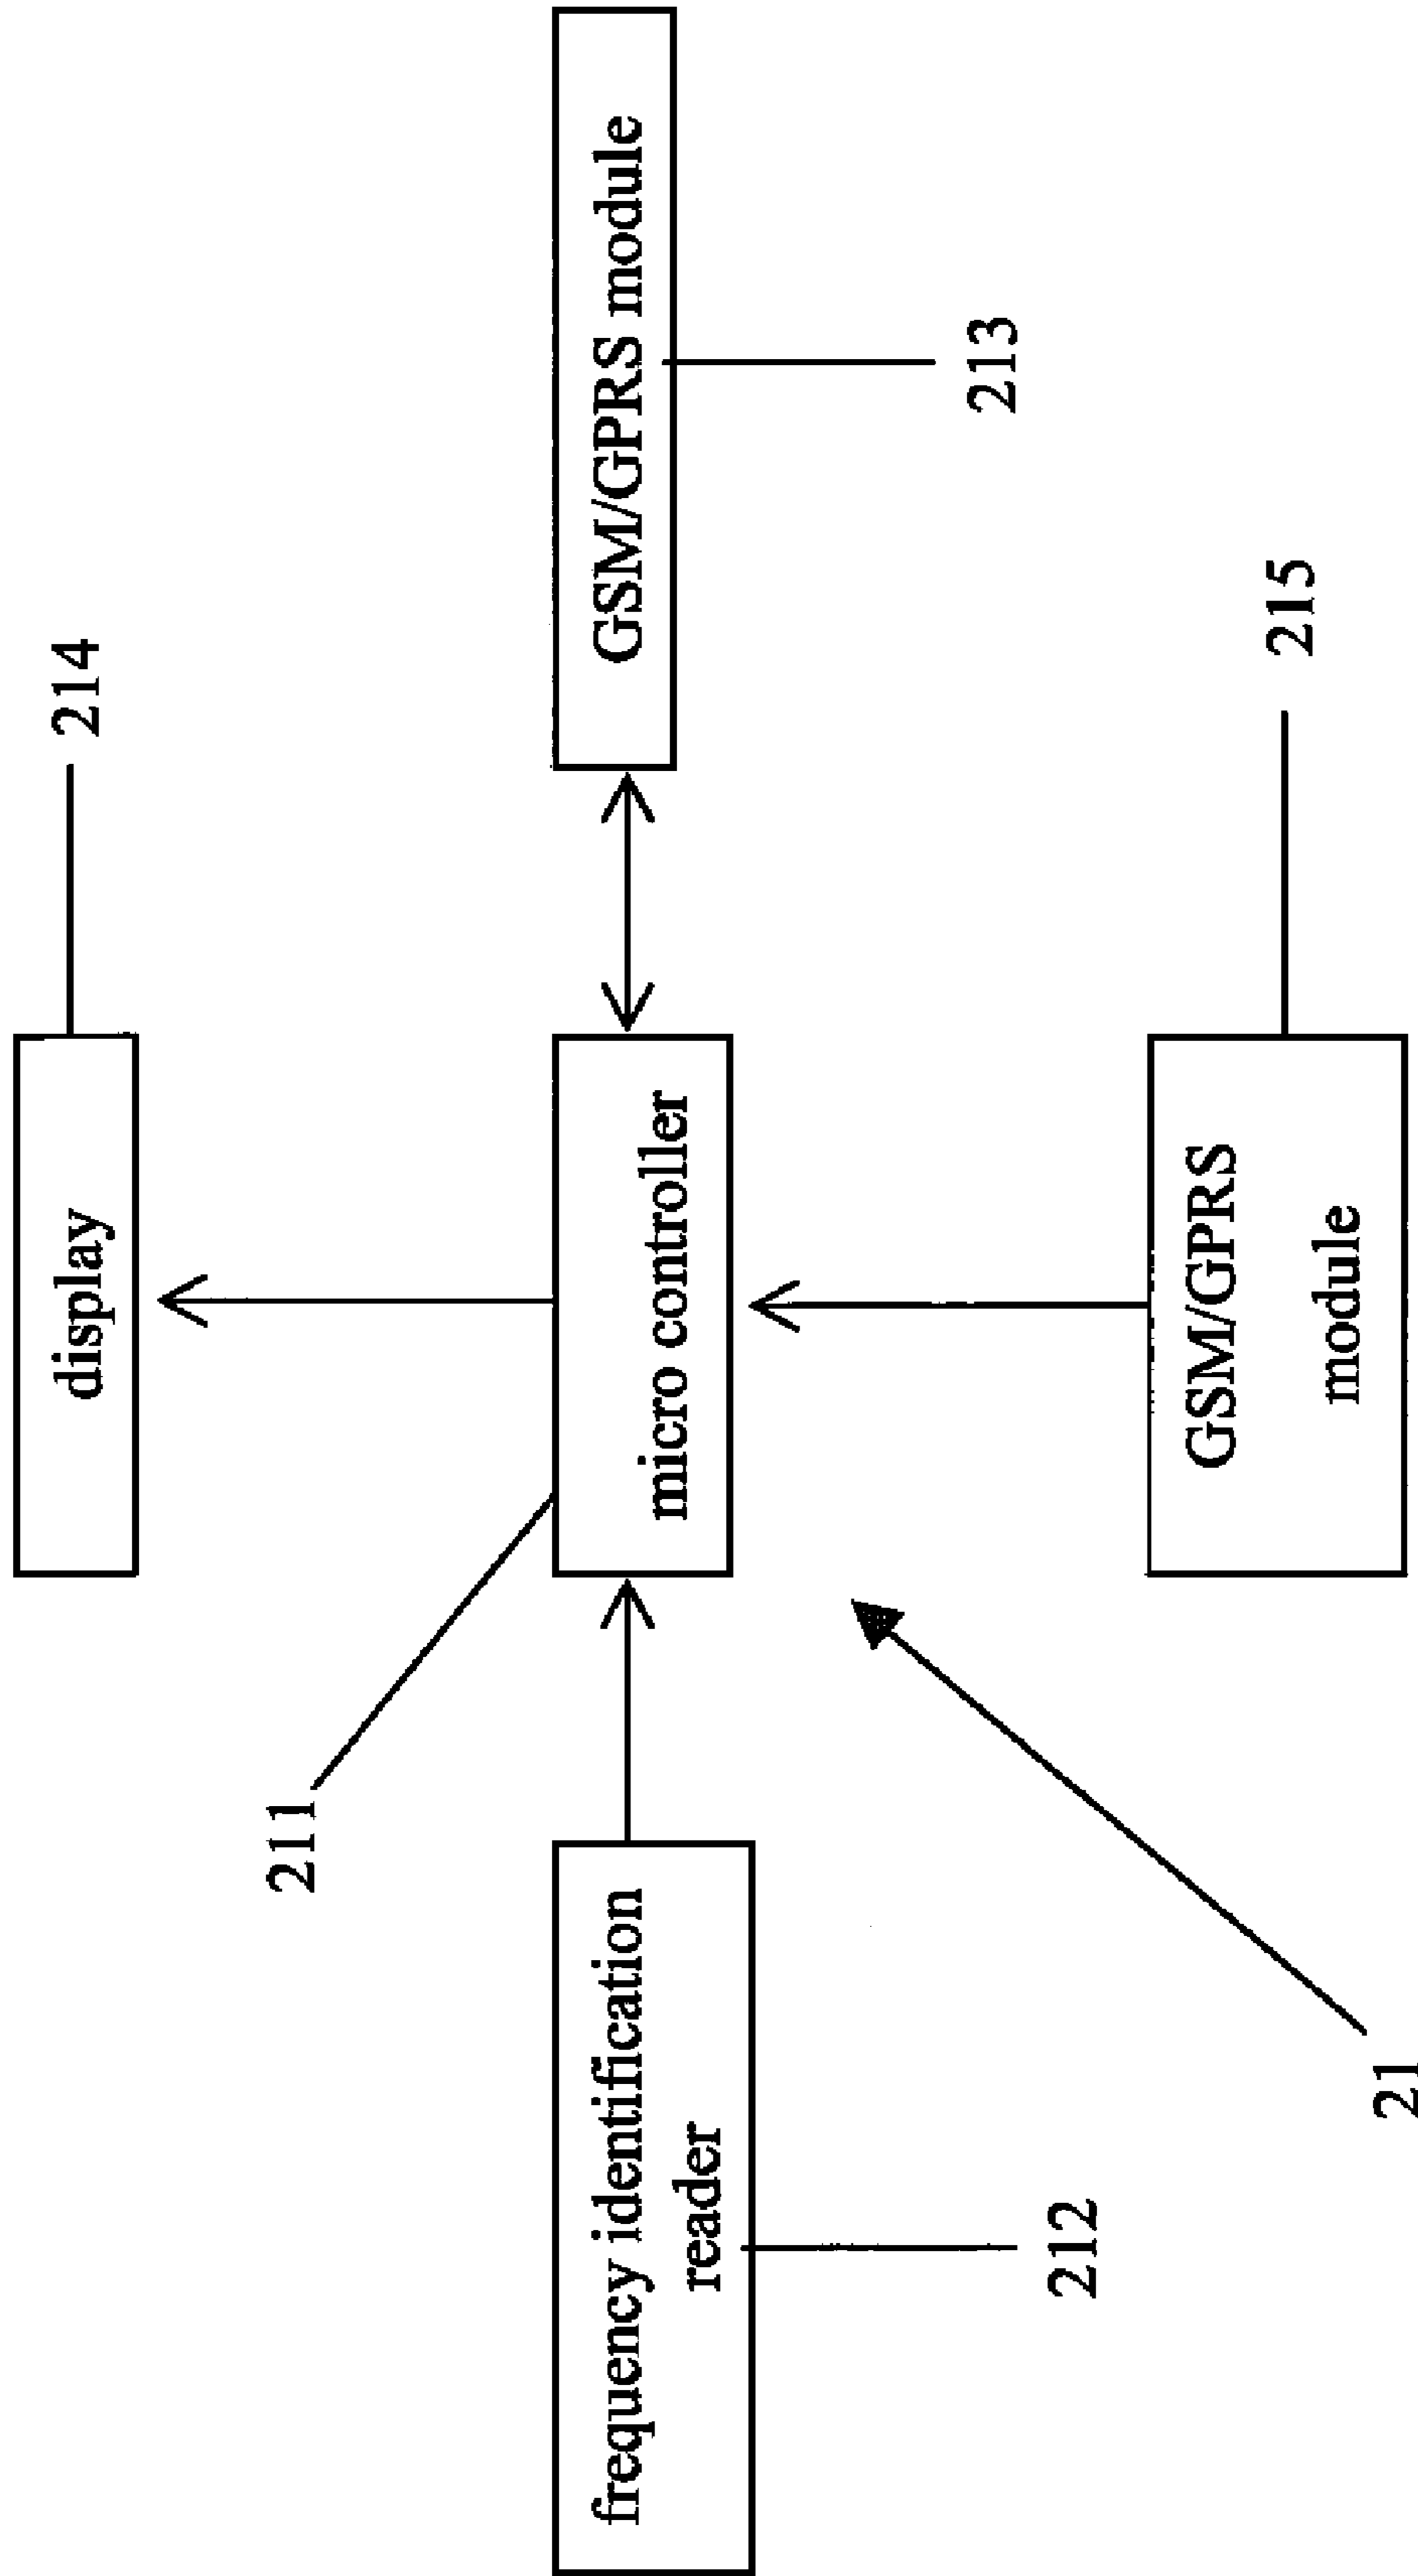 display
214
211
frequency identification
reader
micro controller
GSM/GPRS module
212
213
21
GSM/GPRS
module
215